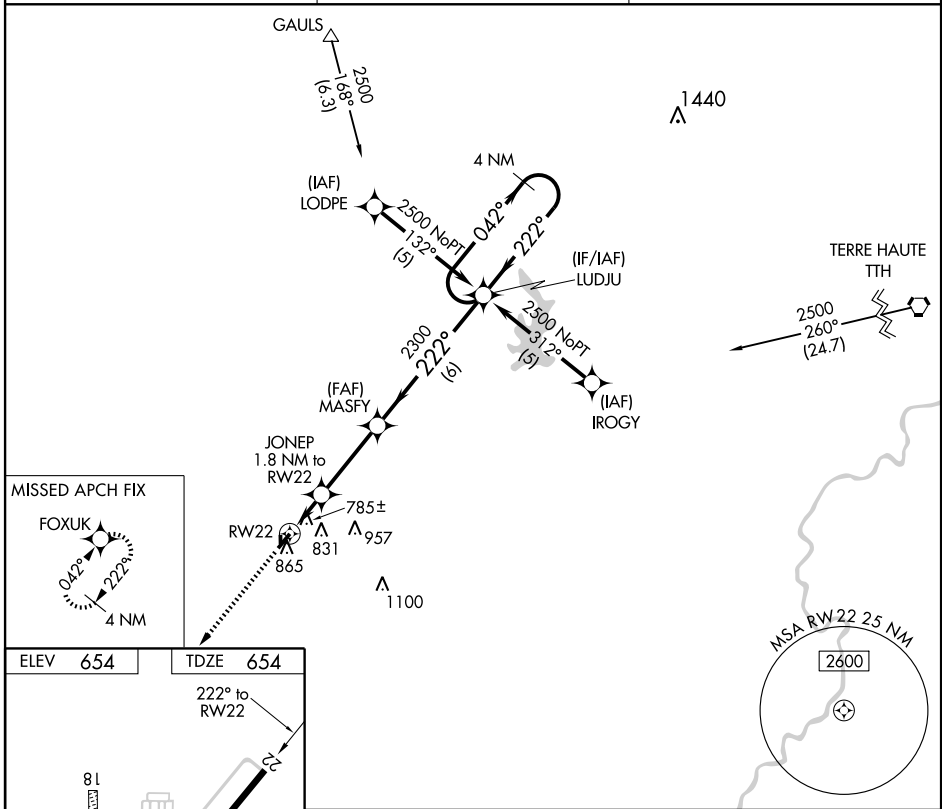 GAULS
2500
168°
(6.3)
1440
4 NM
(IAF)
LODPE
2500 NoPT
132°
(5)
042°
222°
(IF/IAF)
LUDJU
TERRE HAUTE
TTH
2500
260°
(24.7)
2500 NoPT
312°
(5)
2300
222°
(6)
(FAF)
MASFY
(IAF)
IROGY
JONEP
1.8 NM to
RW22
MISSED APCH FIX
FOXUK
042°
222°
4 NM
785±
RW22
831
957
865
1100
MSA RW22 25 NM
2600
ELEV 654
TDZE 654
222° to
RW22
22
18